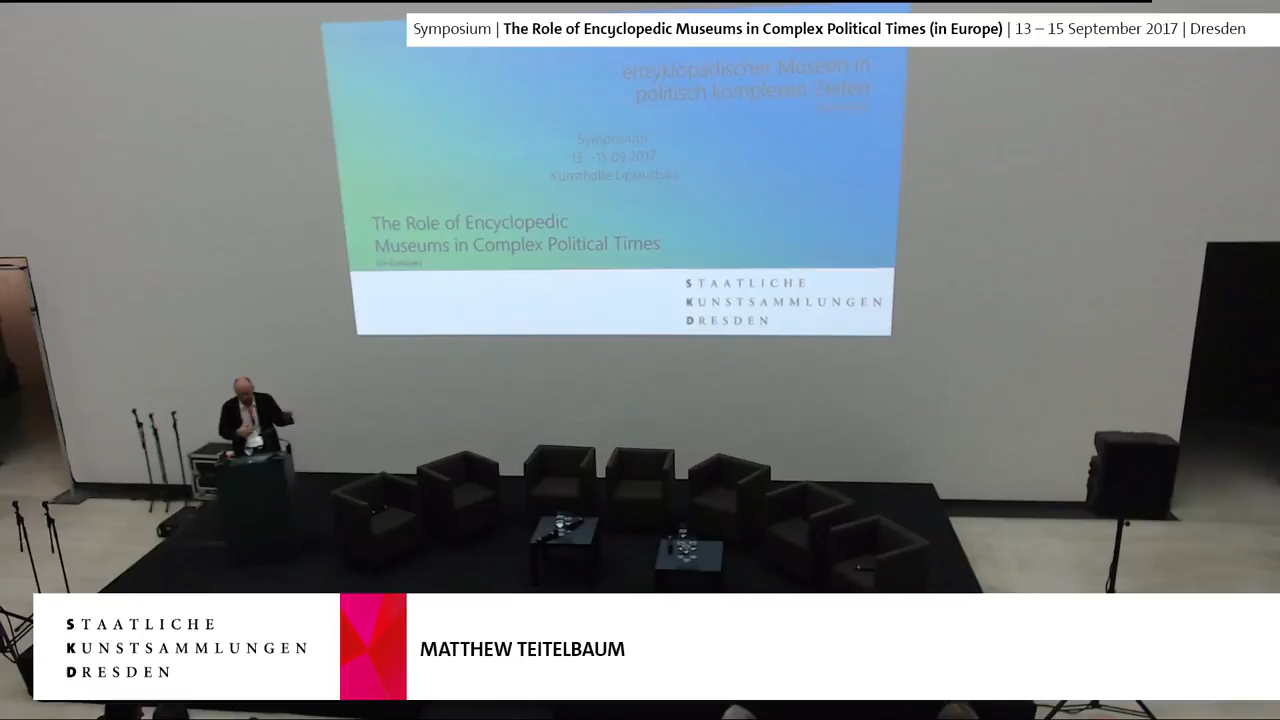 Symposium | The Role of Encyclopedic Museums in Complex Political Times (in Europe) | 13 – 15 September 2017 | Dresden
enzyklopädischer Museen in
politisch komplexen Zeiten
Symposium
13. -15.09.2017
Kunsthalle Lipsiusbau
The Role of Encyclopedic
Museums in Complex Political Times
(in Europe)
STAATLICHE
KUNSTSAMMLUNGEN
DRESDEN
STAATLICHE
KUNSTSAMMLUNGEN
DRESDEN
MATTHEW TEITELBAUM